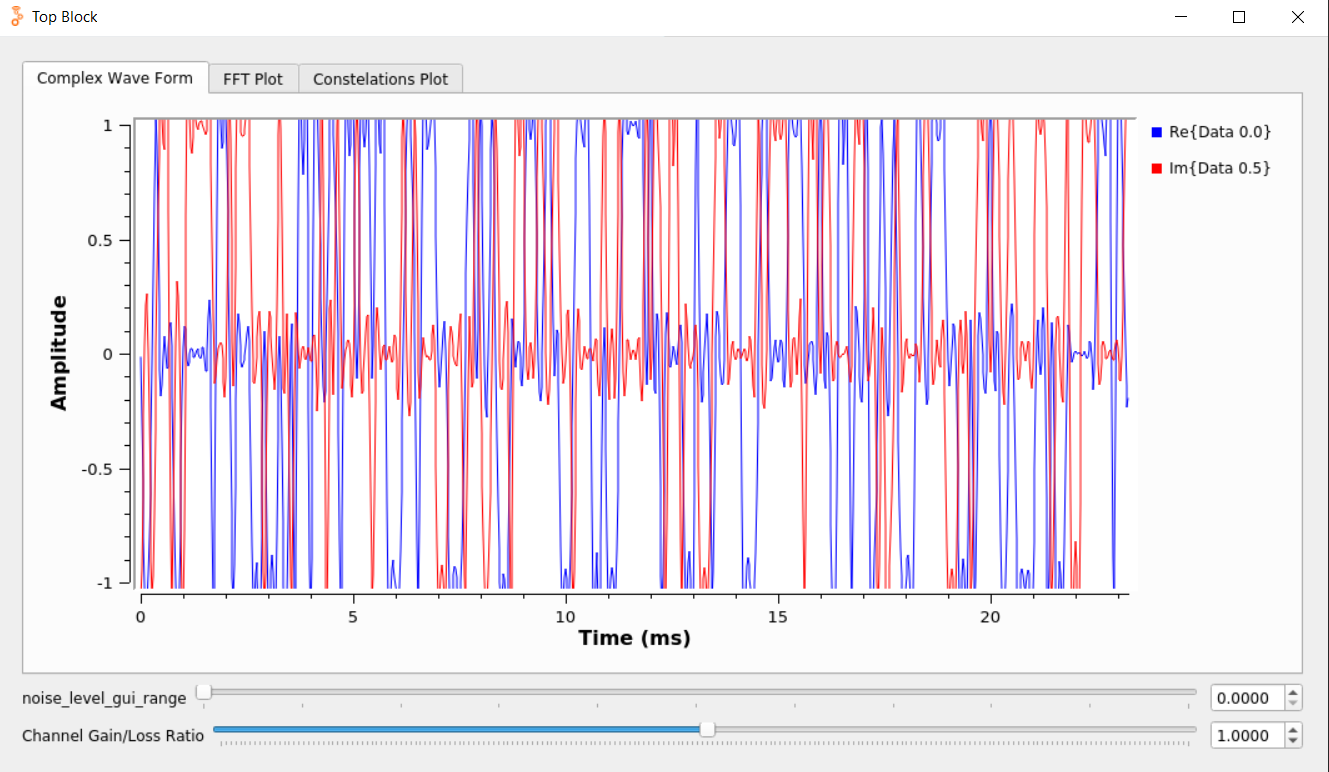 Top Block
Complex Wave Form FFT Plot Constelations Plot
1
0.5
0
-0.5
-1
Amplitude
0 5 10 15 20
Time (ms)
Re{Data 0.0}
Im{Data 0.5}
noise_level_gui_range 0.0000
Channel Gain/Loss Ratio 1.0000